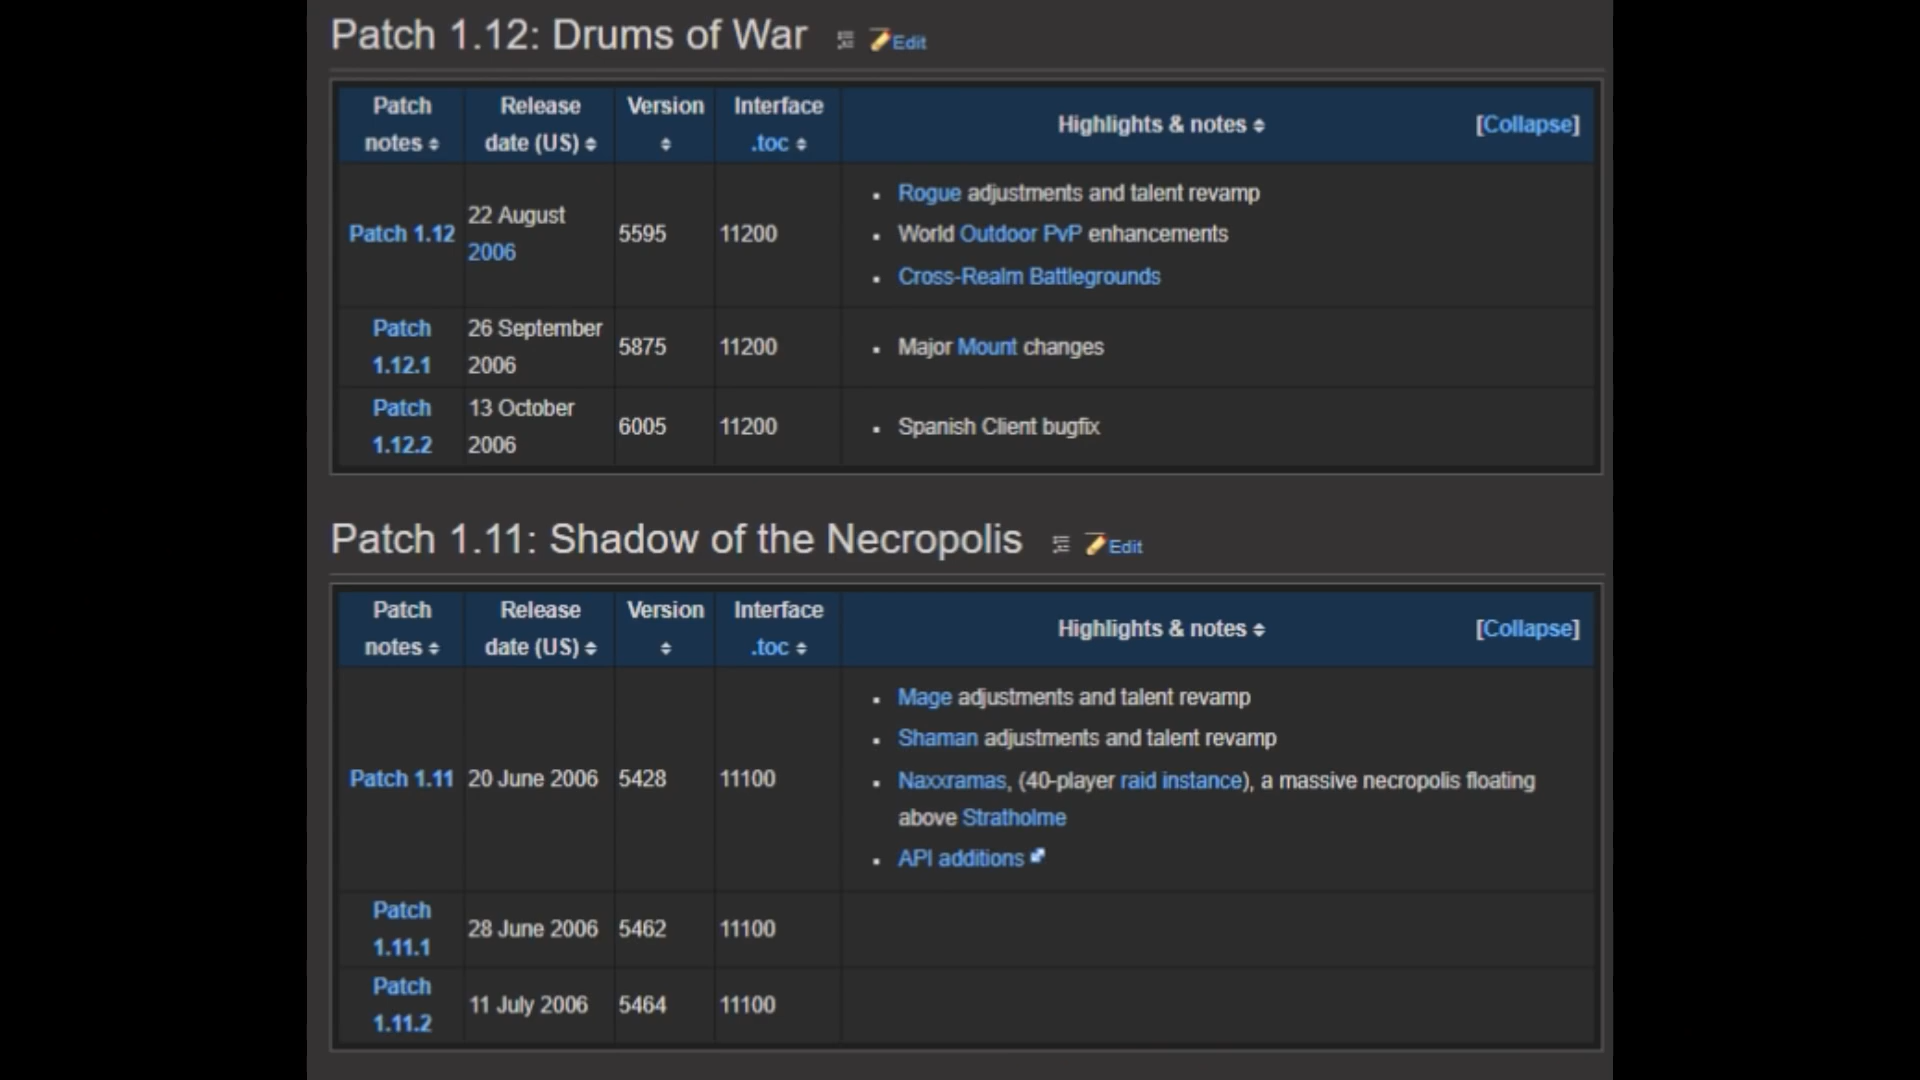 Patch 1.12: Drums of War Edit
Patch notes Release date (US) Version Interface .toc Highlights & notes [Collapse]
Patch 1.12 22 August 2006 5595 11200
• Rogue adjustments and talent revamp
• World Outdoor PvP enhancements
• Cross-Realm Battlegrounds
Patch 1.12.1 26 September 2006 5875 11200 • Major Mount changes
Patch 1.12.2 13 October 2006 6005 11200 • Spanish Client bugfix
Patch 1.11: Shadow of the Necropolis Edit
Patch notes Release date (US) Version Interface .toc Highlights & notes [Collapse]
Patch 1.11 20 June 2006 5428 11100
• Mage adjustments and talent revamp
• Shaman adjustments and talent revamp
• Naxxramas, (40-player raid instance), a massive necropolis floating
above Stratholme
• API additions
Patch 1.11.1 28 June 2006 5462 11100
Patch 1.11.2 11 July 2006 5464 11100